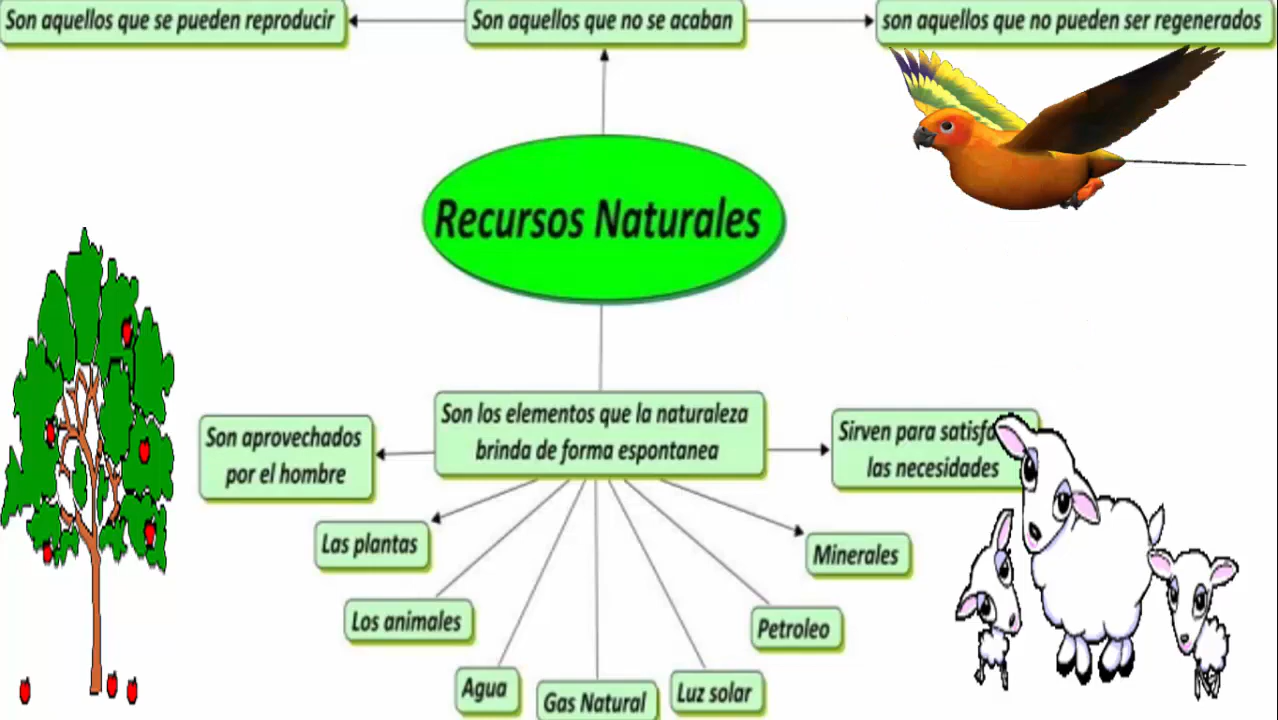 Son aquellos que se pueden reproducir
Son aquellos que no se acaban
son aquellos que no pueden ser regenerados
Recursos Naturales
Son aprovechados
por el hombre
Son los elementos que la naturaleza
brinda de forma espontanea
Sirven para
las necesidades
Las plantas
Minerales
Los animales
Petroleo
Agua
Gas Natural
Luz solar